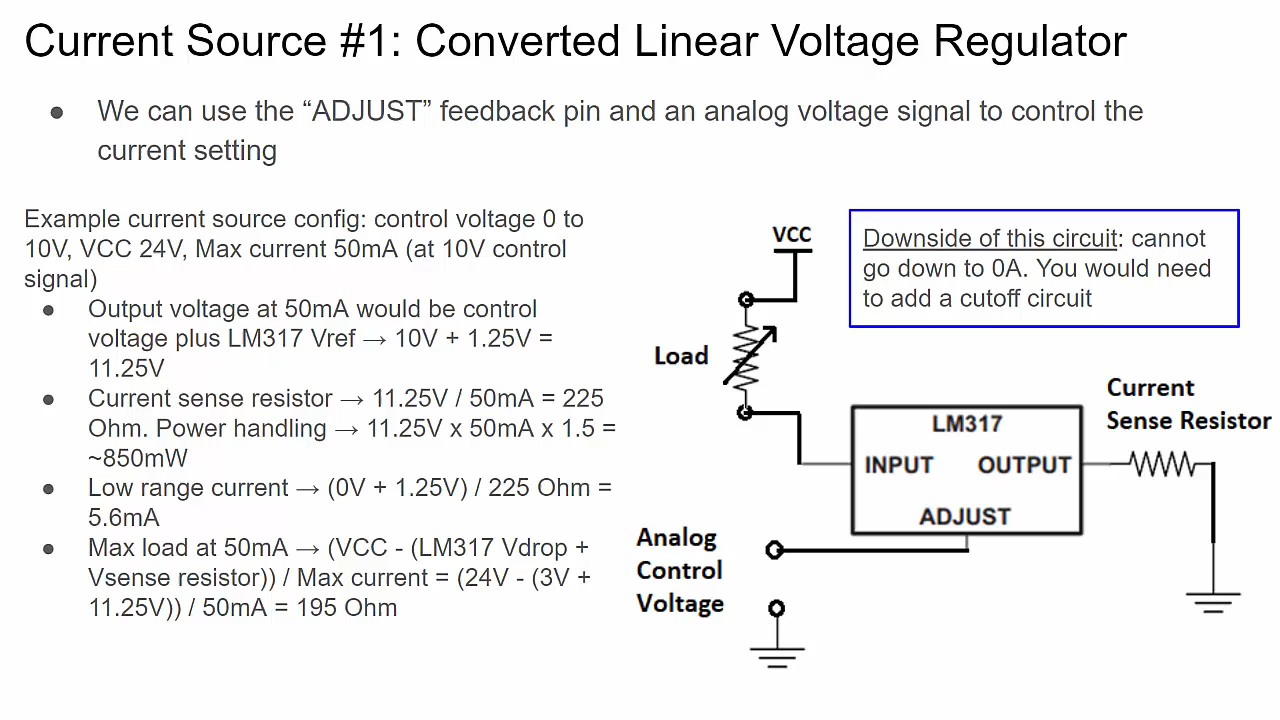 Current Source #1: Converted Linear Voltage Regulator
● We can use the “ADJUST” feedback pin and an analog voltage signal to control the
current setting
Example current source config: control voltage 0 to
10V, VCC 24V, Max current 50mA (at 10V control
signal)
● Output voltage at 50mA would be control
voltage plus LM317 Vref → 10V + 1.25V =
11.25V
● Current sense resistor → 11.25V / 50mA = 225
Ohm. Power handling → 11.25V x 50mA x 1.5 =
~850mW
● Low range current → (0V + 1.25V) / 225 Ohm =
5.6mA
● Max load at 50mA → (VCC - (LM317 Vdrop +
Vsense resistor)) / Max current = (24V - (3V +
11.25V)) / 50mA = 195 Ohm
VCC
Downside of this circuit: cannot
go down to 0A. You would need
to add a cutoff circuit
Load
Current
Sense Resistor
LM317
INPUT OUTPUT
ADJUST
Analog
Control
Voltage